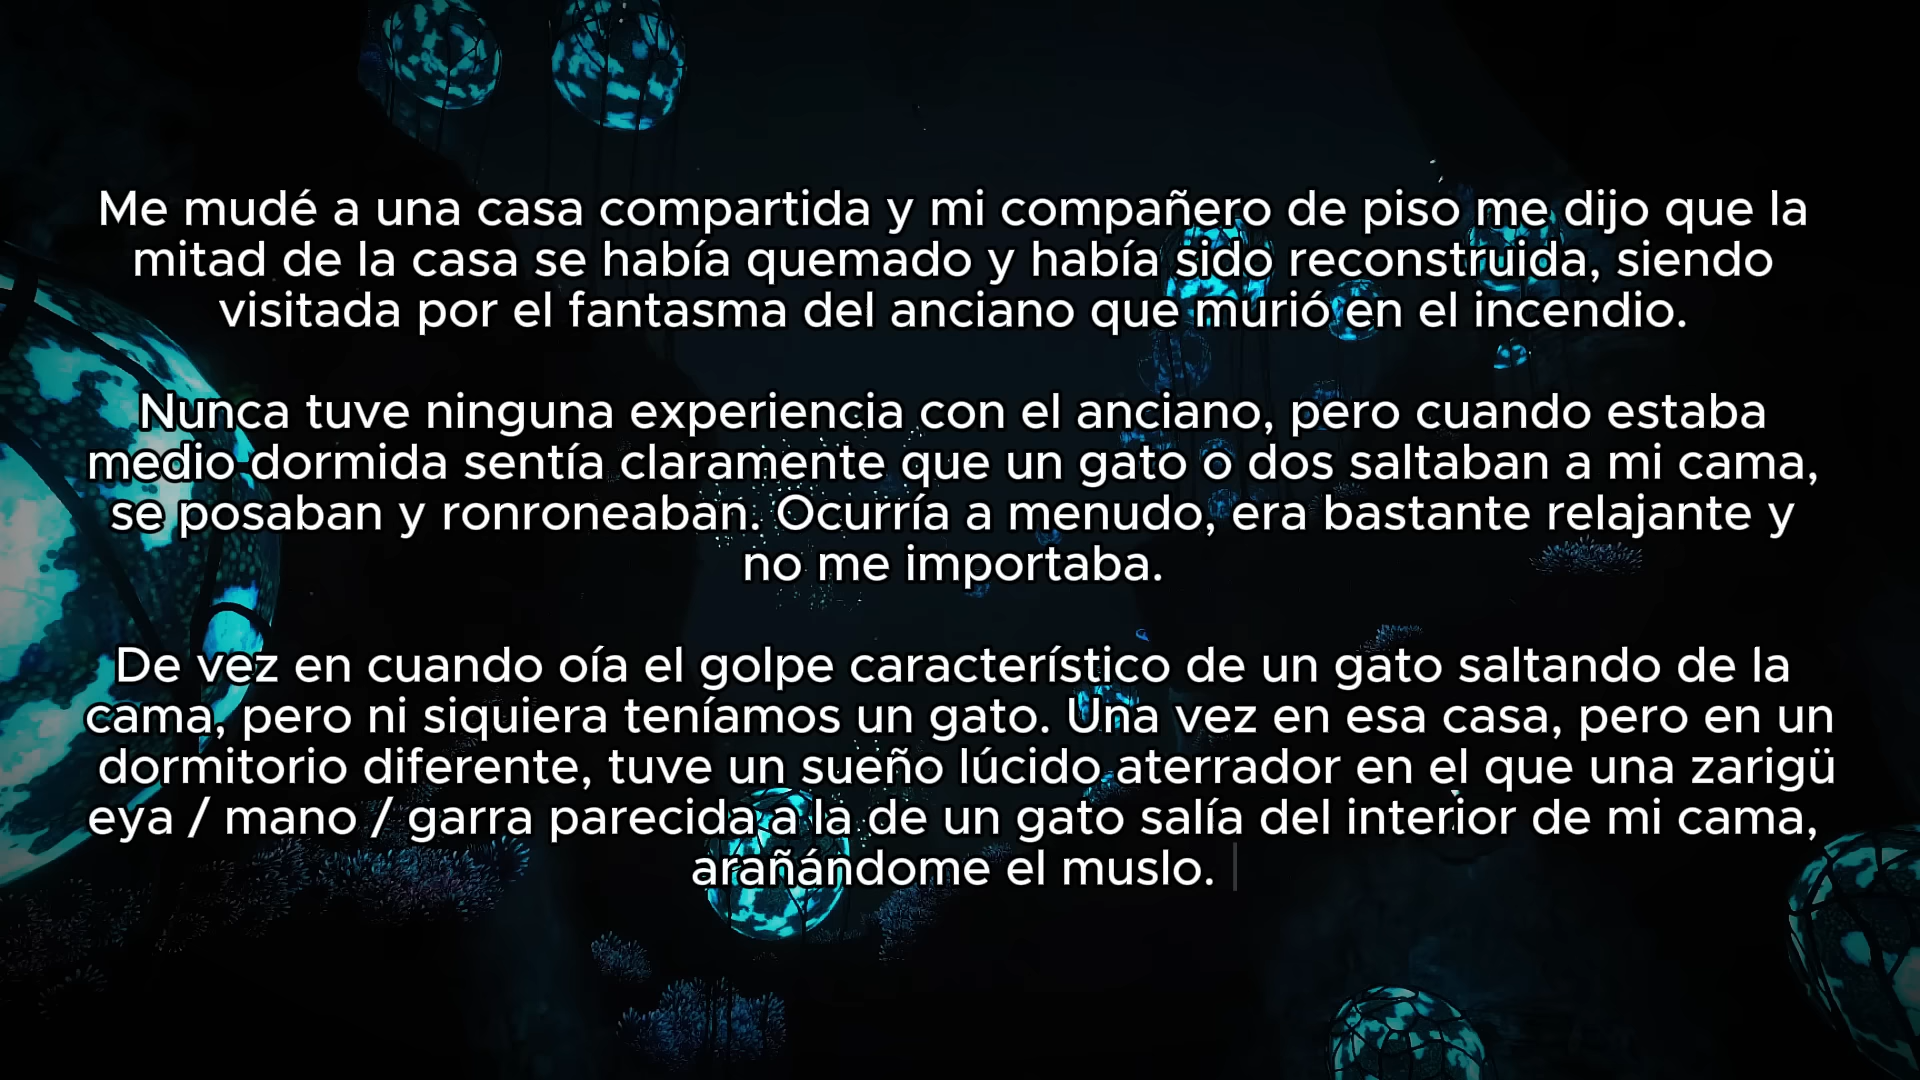 Me mudé a una casa compartida y mi compañero de piso me dijo que la
mitad de la casa se había quemado y había sido reconstruida, siendo
visitada por el fantasma del anciano que murió en el incendio.
Nunca tuve ninguna experiencia con el anciano, pero cuando estaba
medio dormida sentía claramente que un gato o dos saltaban a mi cama,
se posaban y ronroneaban. Ocurría a menudo, era bastante relajante y
no me importaba.
De vez en cuando oía el golpe característico de un gato saltando de la
cama, pero ni siquiera teníamos un gato. Una vez en esa casa, pero en un
dormitorio diferente, tuve un sueño lúcido aterrador en el que una zarigü
eya / mano / garra parecida a la de un gato salía del interior de mi cama,
arañándome el muslo.